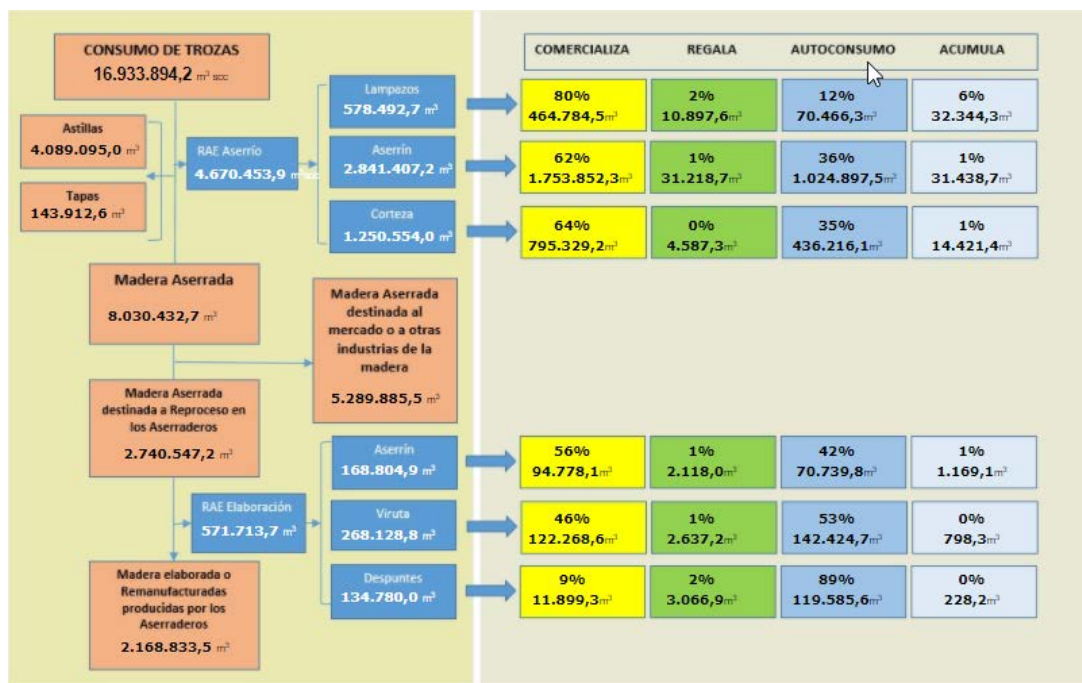 CONSUMO DE TROZAS
16.933.894,2 m³ scc
Astillas
4.089.095,0 m³
Tapas
143.912,6 m³
RAE Aserrío
4.670.453,9 m³scc
Lampazos
578.492,7 m³
Aserrín
2.841.407,2 m³
Corteza
1.250.554,0 m³
Madera Aserrada
8.030.432,7 m³
Madera Aserrada
destinada al
mercado o a otras
industrias de la
madera
5.289.885,5 m³
Madera Aserrada
destinada a Reproceso en
los Aserraderos
2.740.547,2 m³
RAE Elaboración
571.713,7 m³
Aserrín
168.804,9 m³
Viruta
268.128,8 m³
Despuntes
134.780,0 m³
Madera elaborada o
Remanufacturadas
producidas por los
Aserraderos
2.168.833,5 m³
COMERCIALIZA REGALA AUTOCONSUMO ACUMULA
80% 2% 12% 6%
464.784,5m³ 10.897,6m³ 70.466,3m³ 32.344,3m³
62% 1% 36% 1%
1.753.852,3m³ 31.218,7m³ 1.024.897,5m³ 31.438,7m³
64% 0% 35% 1%
795.329,2m³ 4.587,3m³ 436.216,1m³ 14.421,4m³
56% 1% 42% 1%
94.778,1m³ 2.118,0m³ 70.739,8m³ 1.169,1m³
46% 1% 53% 0%
122.268,6m³ 2.637,2m³ 142.424,7m³ 798,3m³
9% 2% 89% 0%
11.899,3m³ 3.066,9m³ 119.585,6m³ 228,2m³